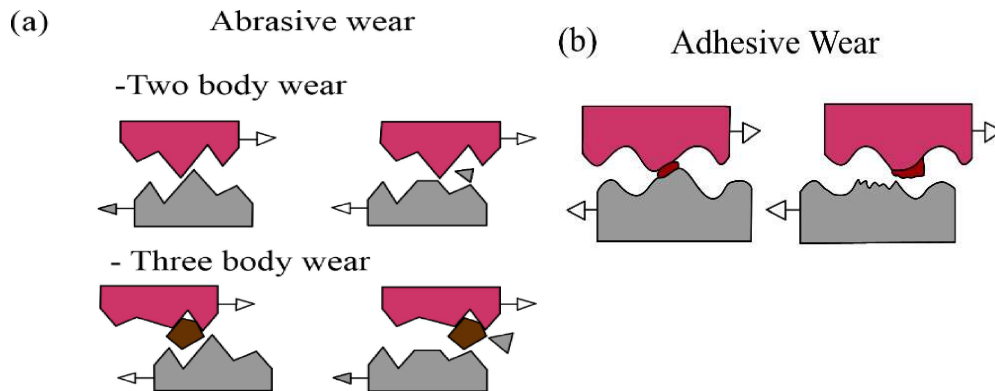 (a) Abrasive wear
-Two body wear
- Three body wear
(b) Adhesive Wear